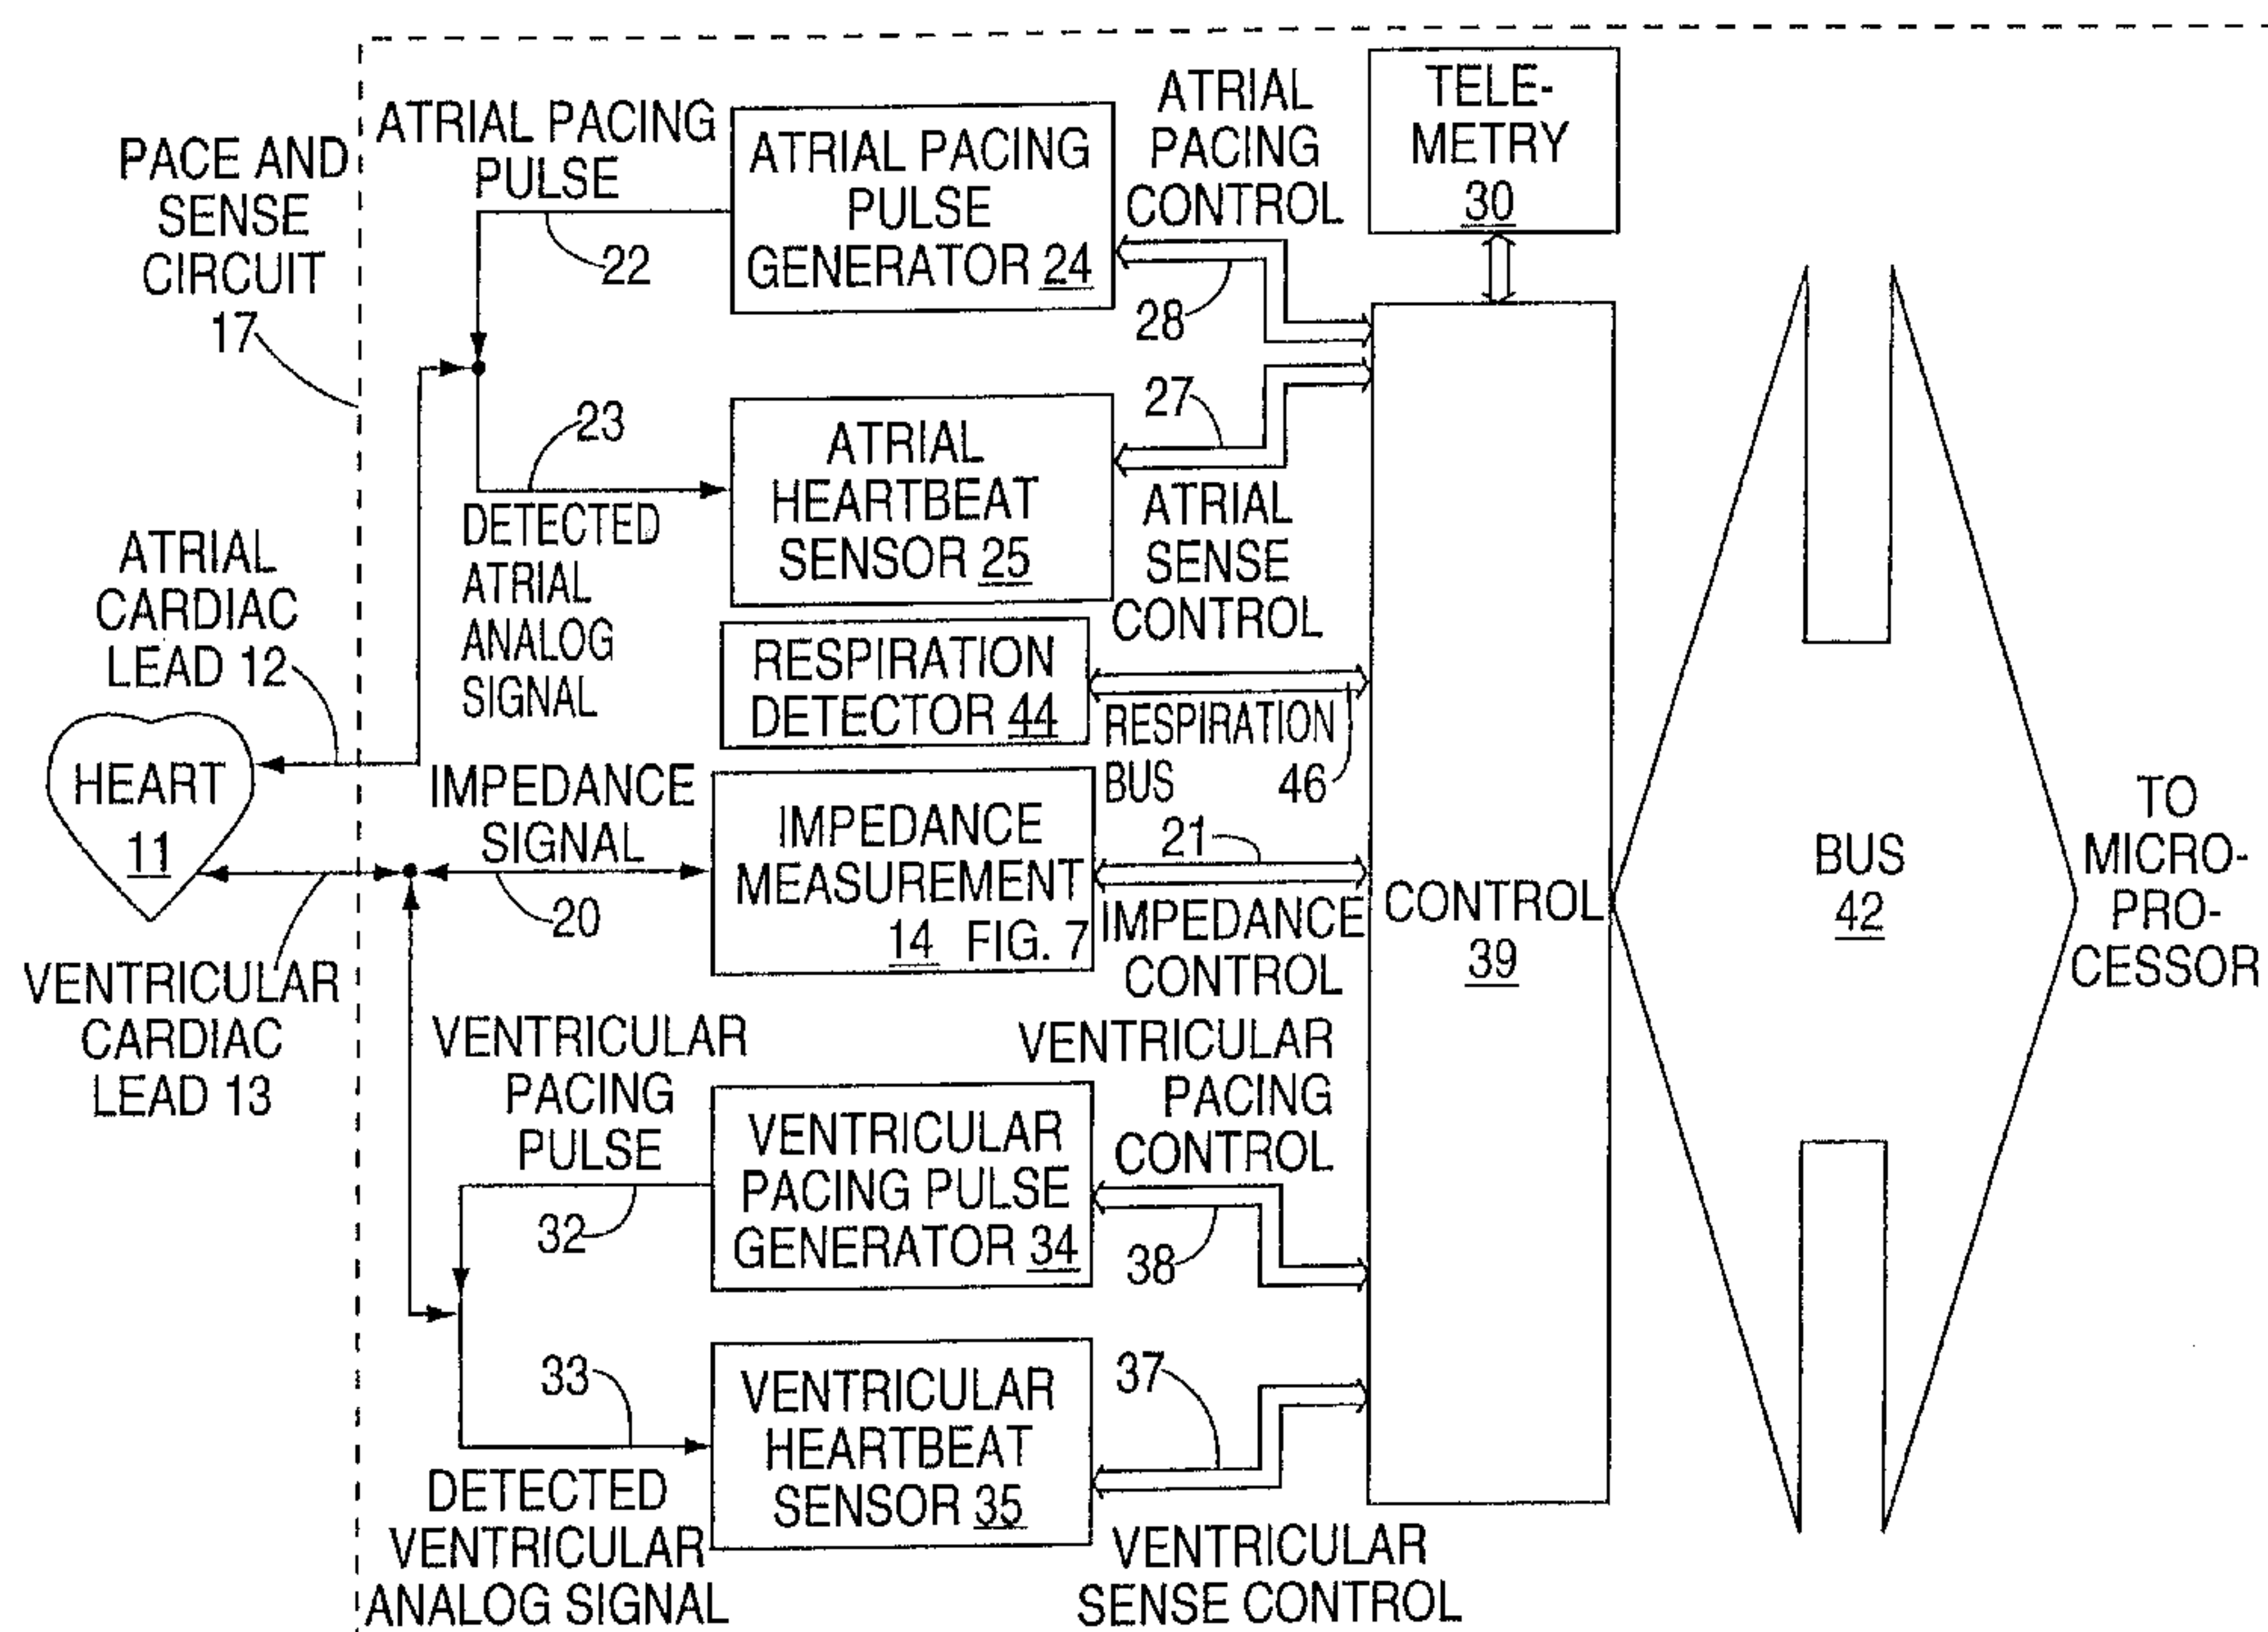 PACE AND
SENSE
CIRCUIT
17
ATRIAL PACING
PULSE
22
ATRIAL PACING
PULSE
GENERATOR 24
ATRIAL
PACING
CONTROL
28
TELE-
METRY
30
23
DETECTED
ATRIAL
ANALOG
SIGNAL
ATRIAL
HEARTBEAT
SENSOR 25
27
ATRIAL
SENSE
CONTROL
ATRIAL
CARDIAC
LEAD 12
RESPIRATION
DETECTOR 44
RESPIRATION
BUS
46
HEART
11
IMPEDANCE
SIGNAL
20
IMPEDANCE
MEASUREMENT
14 FIG. 7
21
IMPEDANCE
CONTROL
CONTROL
39
BUS
42
TO
MICRO-
PRO-
CESSOR
VENTRICULAR
CARDIAC
LEAD 13
VENTRICULAR
PACING
PULSE
32
VENTRICULAR
PACING PULSE
GENERATOR 34
VENTRICULAR
PACING
CONTROL
38
33
DETECTED
VENTRICULAR
ANALOG SIGNAL
VENTRICULAR
HEARTBEAT
SENSOR 35
37
VENTRICULAR
SENSE CONTROL